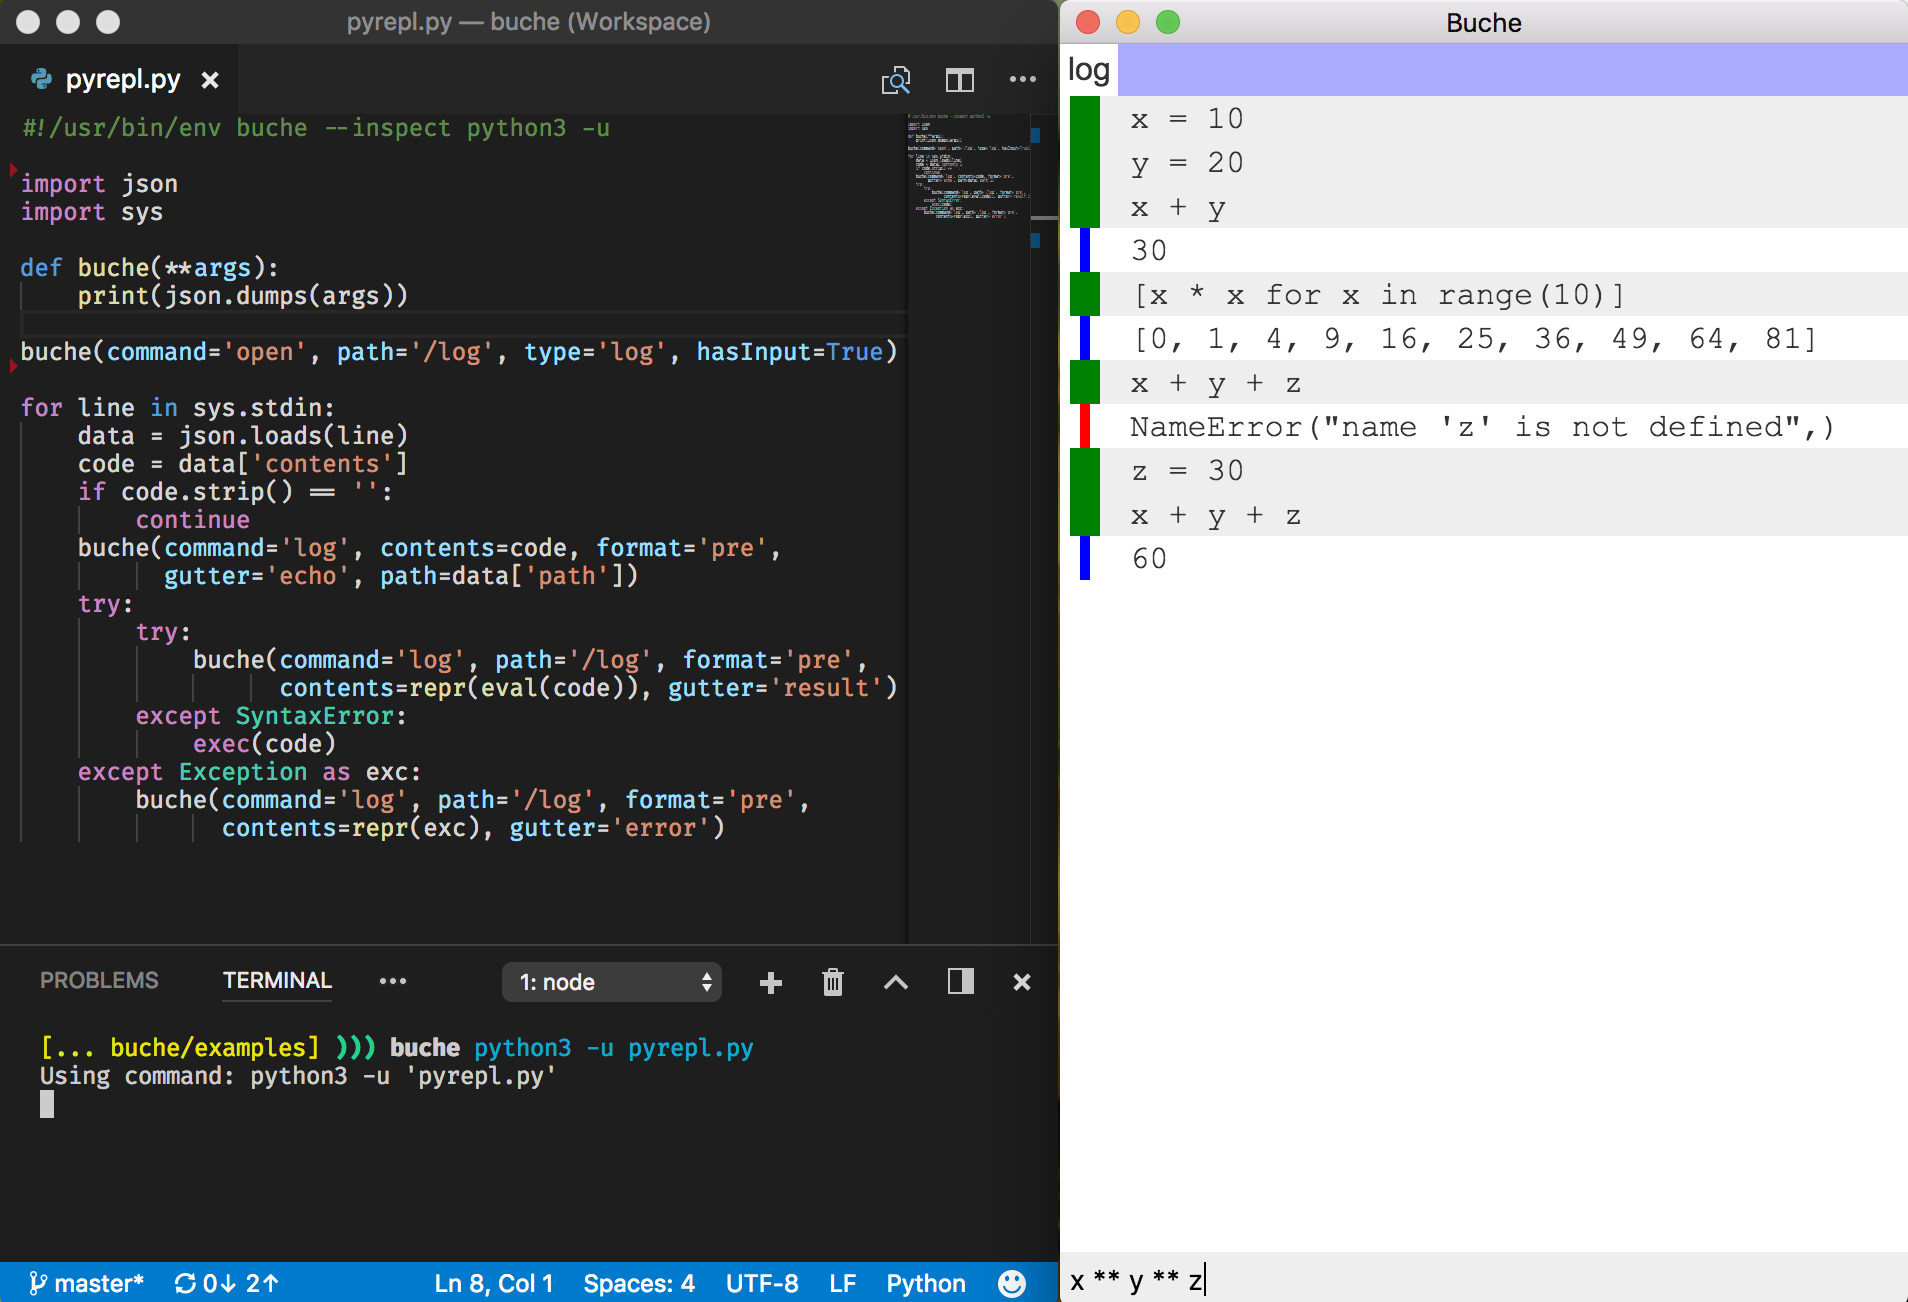 pyrepl.py — buche (Workspace)
pyrepl.py
#!/usr/bin/env buche --inspect python3 -u
import json
import sys
def buche(**args):
    print(json.dumps(args))
buche(command='open', path='/log', type='log', hasInput=True)
for line in sys.stdin:
    data = json.loads(line)
    code = data['contents']
    if code.strip() == '':
        continue
    buche(command='log', contents=code, format='pre',
          gutter='echo', path=data['path'])
    try:
        try:
            buche(command='log', path='/log', format='pre',
                  contents=repr(eval(code)), gutter='result')
        except SyntaxError:
            exec(code)
    except Exception as exc:
        buche(command='log', path='/log', format='pre',
              contents=repr(exc), gutter='error')
PROBLEMS TERMINAL ••• 1: node
[... buche/examples] ))) buche python3 -u pyrepl.py
Using command: python3 -u 'pyrepl.py'
master* 0↓ 2↑ Ln 8, Col 1 Spaces: 4 UTF-8 LF Python
Buche
log
x = 10
y = 20
x + y
30
[x * x for x in range(10)]
[0, 1, 4, 9, 16, 25, 36, 49, 64, 81]
x + y + z
NameError("name 'z' is not defined",)
z = 30
x + y + z
60
x ** y ** z